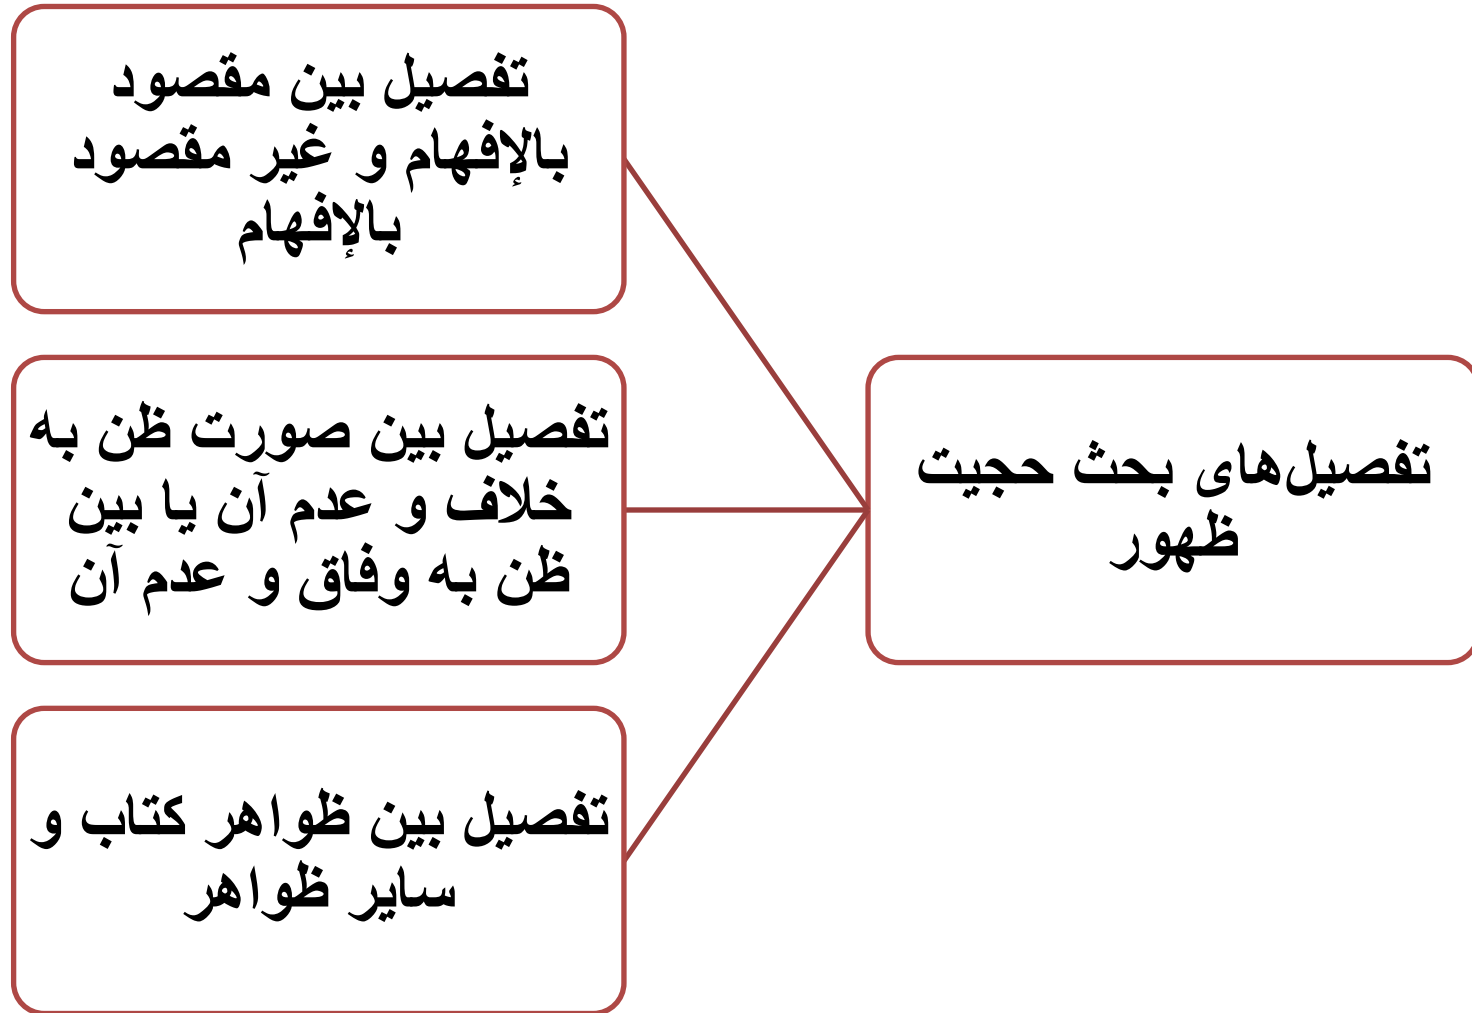 تفصیل‌های بحث حجیت
ظهور
تفصیل بین مقصود
بالإفهام و غیر مقصود
بالإفهام
تفصیل بین صورت ظن به
خلاف و عدم آن یا بین
ظن به وفاق و عدم آن
تفصیل بین ظواهر کتاب و
سایر ظواهر